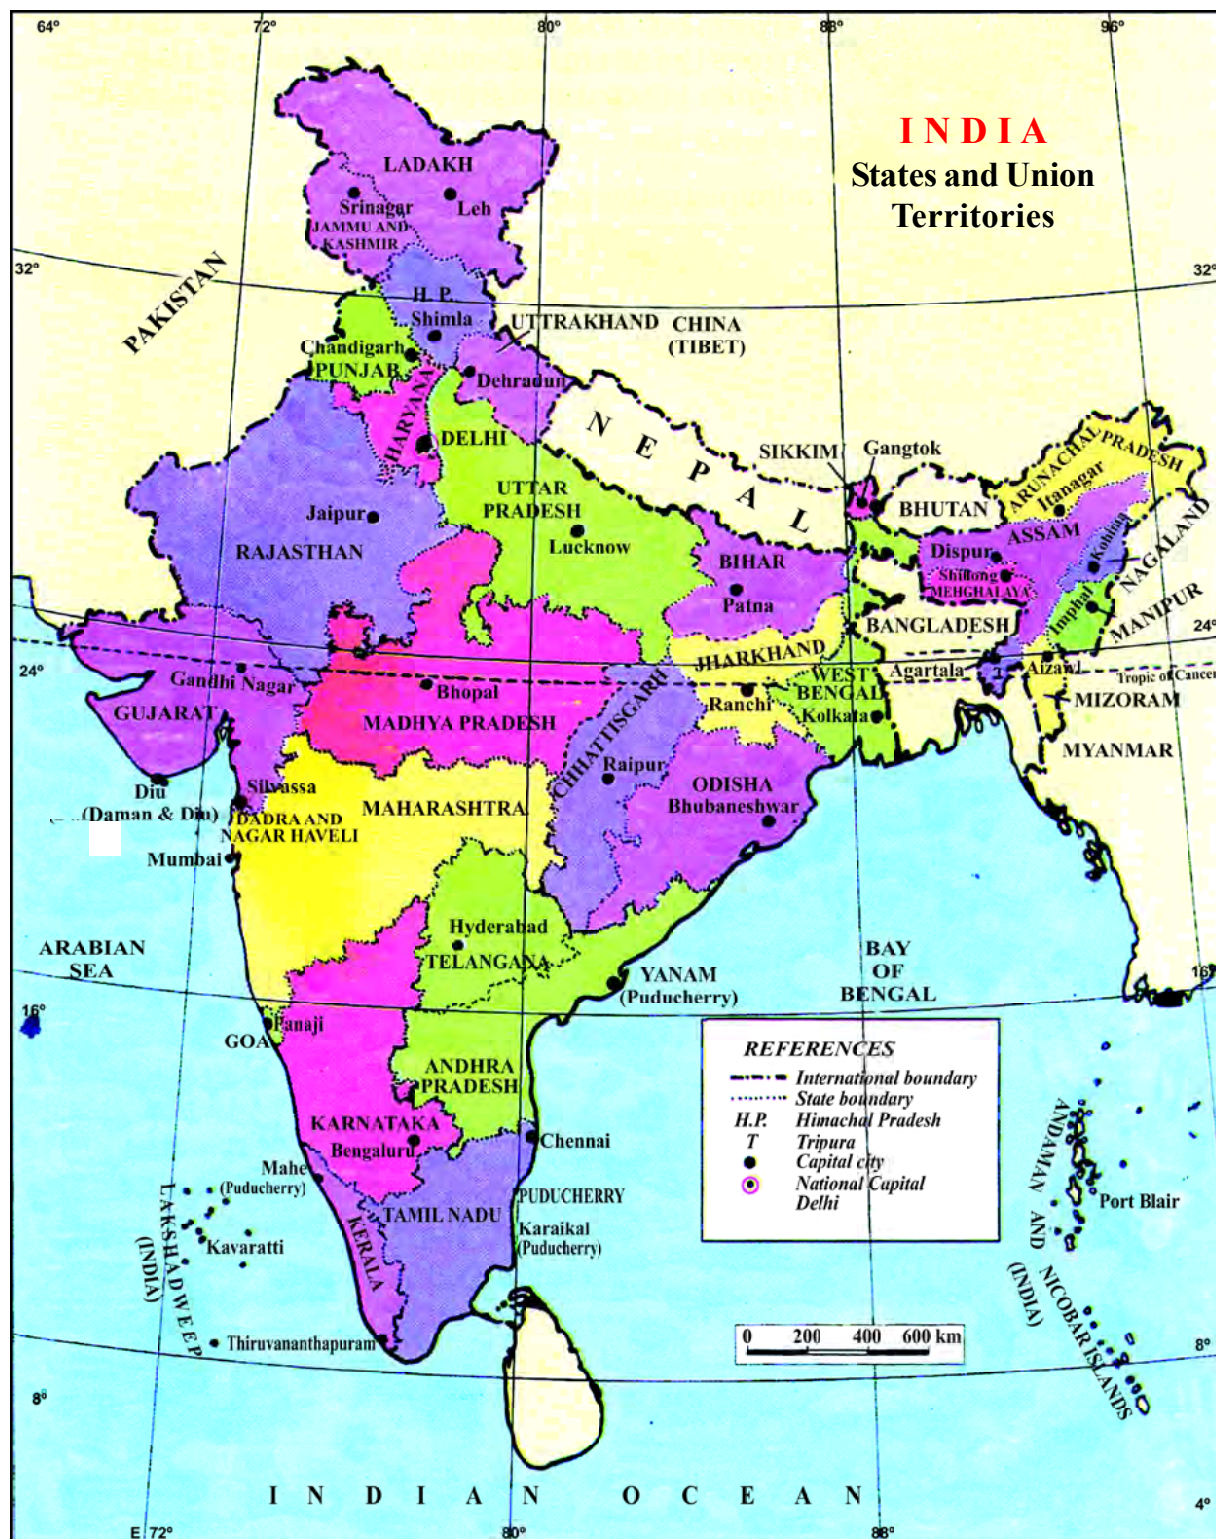 64°
72°
80°
88°
96°
INDIA
States and Union
Territories
LADAKH
Srinagar
Leh
JAMMU AND
KASHMIR
32°
32°
PAKISTAN
H. P.
Shimla
UTTRAKHAND
CHINA
(TIBET)
Chandigarh
PUNJAB
Dehradun
HARYANA
DELHI
NEPAL
SIKKIM
Gangtok
ARUNACHAL PRADESH
Itanagar
BHUTAN
UTTAR
PRADESH
Lucknow
Jaipur
RAJASTHAN
BIHAR
Patna
Dispur
ASSAM
Kohima
NAGALAND
Shillong
MEHGHALAYA
Imphal
MANIPUR
BANGLADESH
24°
24°
Gandhi Nagar
GUJARAT
Bhopal
MADHYA PRADESH
CHHATTISGARH
JHARKHAND
Ranchi
WEST
BENGAL
Kolkata
Agartala
T
Aizawl
Tropic of Cancer
MIZORAM
MYANMAR
Raipur
ODISHA
Bhubaneshwar
Diu
(Daman & Diu)
Silvassa
DADRA AND
NAGAR HAVELI
MAHARASHTRA
Mumbai
Hyderabad
TELANGANA
ARABIAN
SEA
YANAM
(Puducherry)
BAY
OF
BENGAL
16°
16°
Panaji
GOA
ANDHRA
PRADESH
KARNATAKA
Bengaluru
Chennai
Mahe
(Puducherry)
PUDUCHERRY
TAMIL NADU
Karaikal
(Puducherry)
KERALA
LAKSHADWEEP
(INDIA)
Kavaratti
Thiruvananthapuram
REFERENCES
International boundary
State boundary
H.P. Himachal Pradesh
T Tripura
Capital city
National Capital
Delhi
ANDAMAN AND
NICOBAR ISLANDS
(INDIA)
Port Blair
0 200 400 600 km
8°
8°
INDIAN OCEAN
E 72°
80°
88°
4°